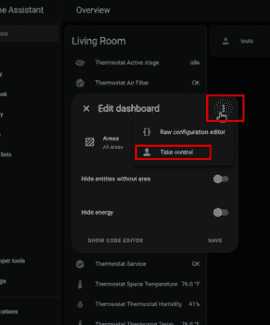 me Assistant
Overview
Living Room
louis
Thermostat Active stage
Idle
Thermostat Air Filter
OK
Edit dashboard
Raw configuration editor
Areas
All areas
Take control
Hide entities without area
Hide energy
SHOW CODE EDITOR
SAVE
Thermostat Service
OK
Thermostat Space Temperature
76.0 °F
Thermostat Thermostat Humidity
41%